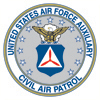 UNITED STATES AIR FORCE AUXILIARY
CIVIL AIR PATROL